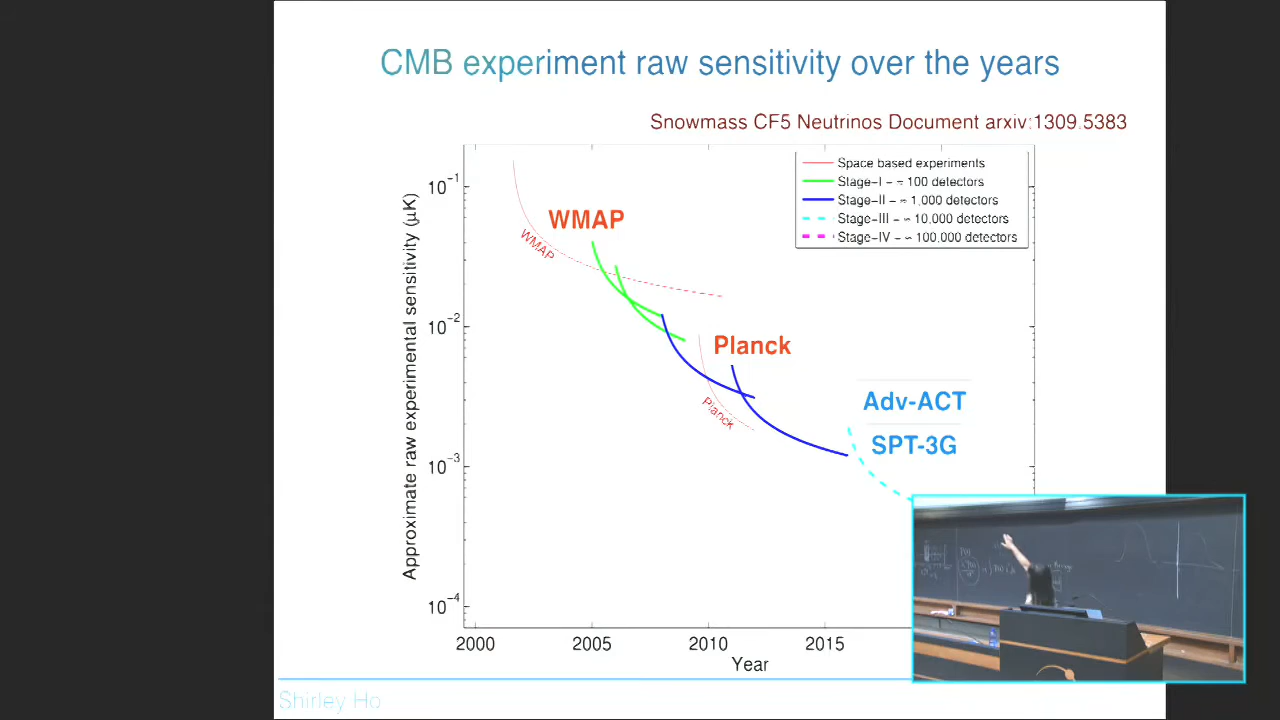 CMB experiment raw sensitivity over the years
Snowmass CF5 Neutrinos Document arxiv:1309.5383
Space based experiments
Stage-I - ≈ 100 detectors
Stage-II - ≈ 1,000 detectors
Stage-III - ≈ 10,000 detectors
Stage-IV - ≈ 100,000 detectors
Approximate raw experimental sensitivity (μK)
10⁻¹
10⁻²
10⁻³
10⁻⁴
WMAP
WMAP
Planck
Planck
Adv-ACT
SPT-3G
2000 2005 2010 2015
Year
Shirley Ho